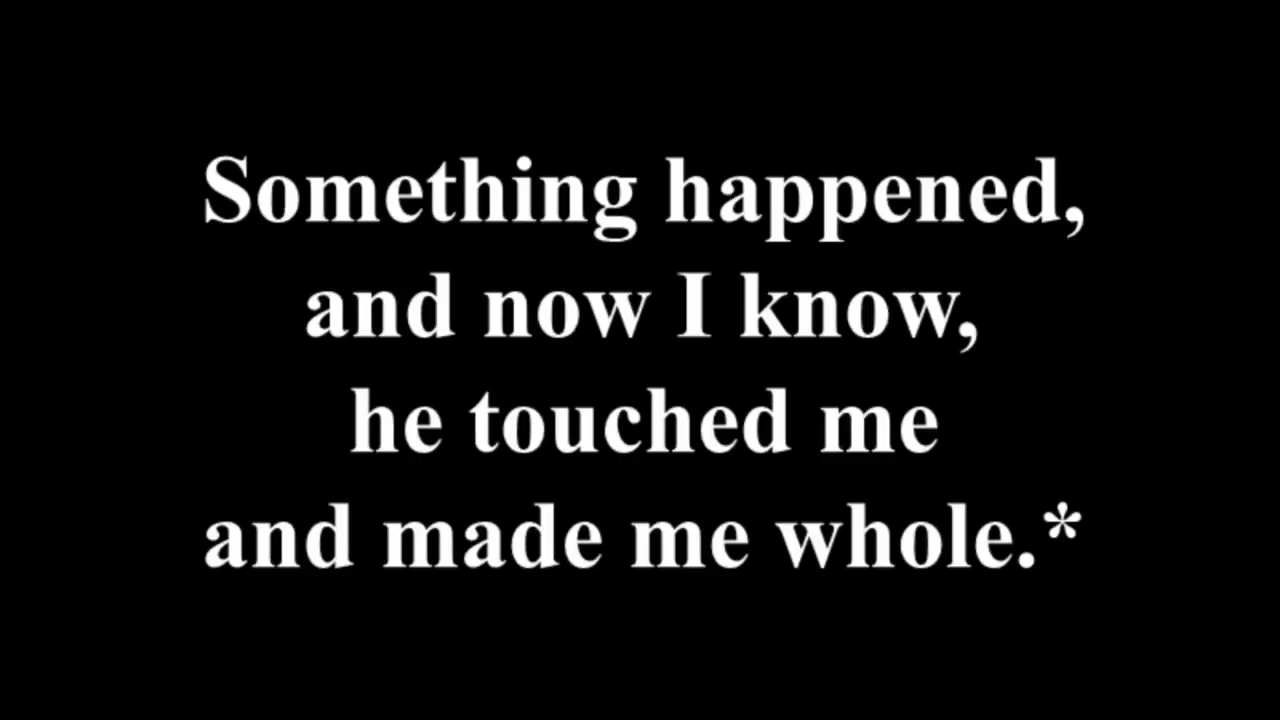 Something happened,
and now I know,
he touched me
and made me whole.*